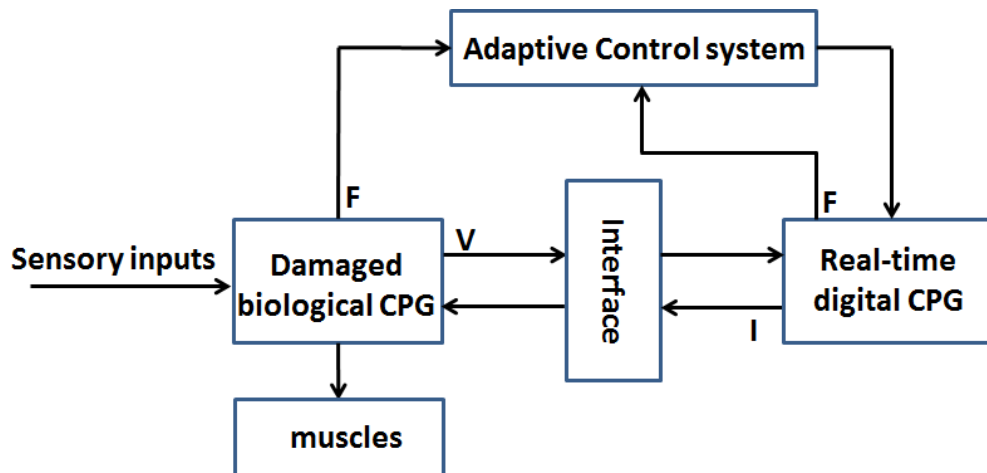 Adaptive Control system
F
F
Sensory inputs
Damaged
biological CPG
V
Interface
I
Real-time
digital CPG
muscles